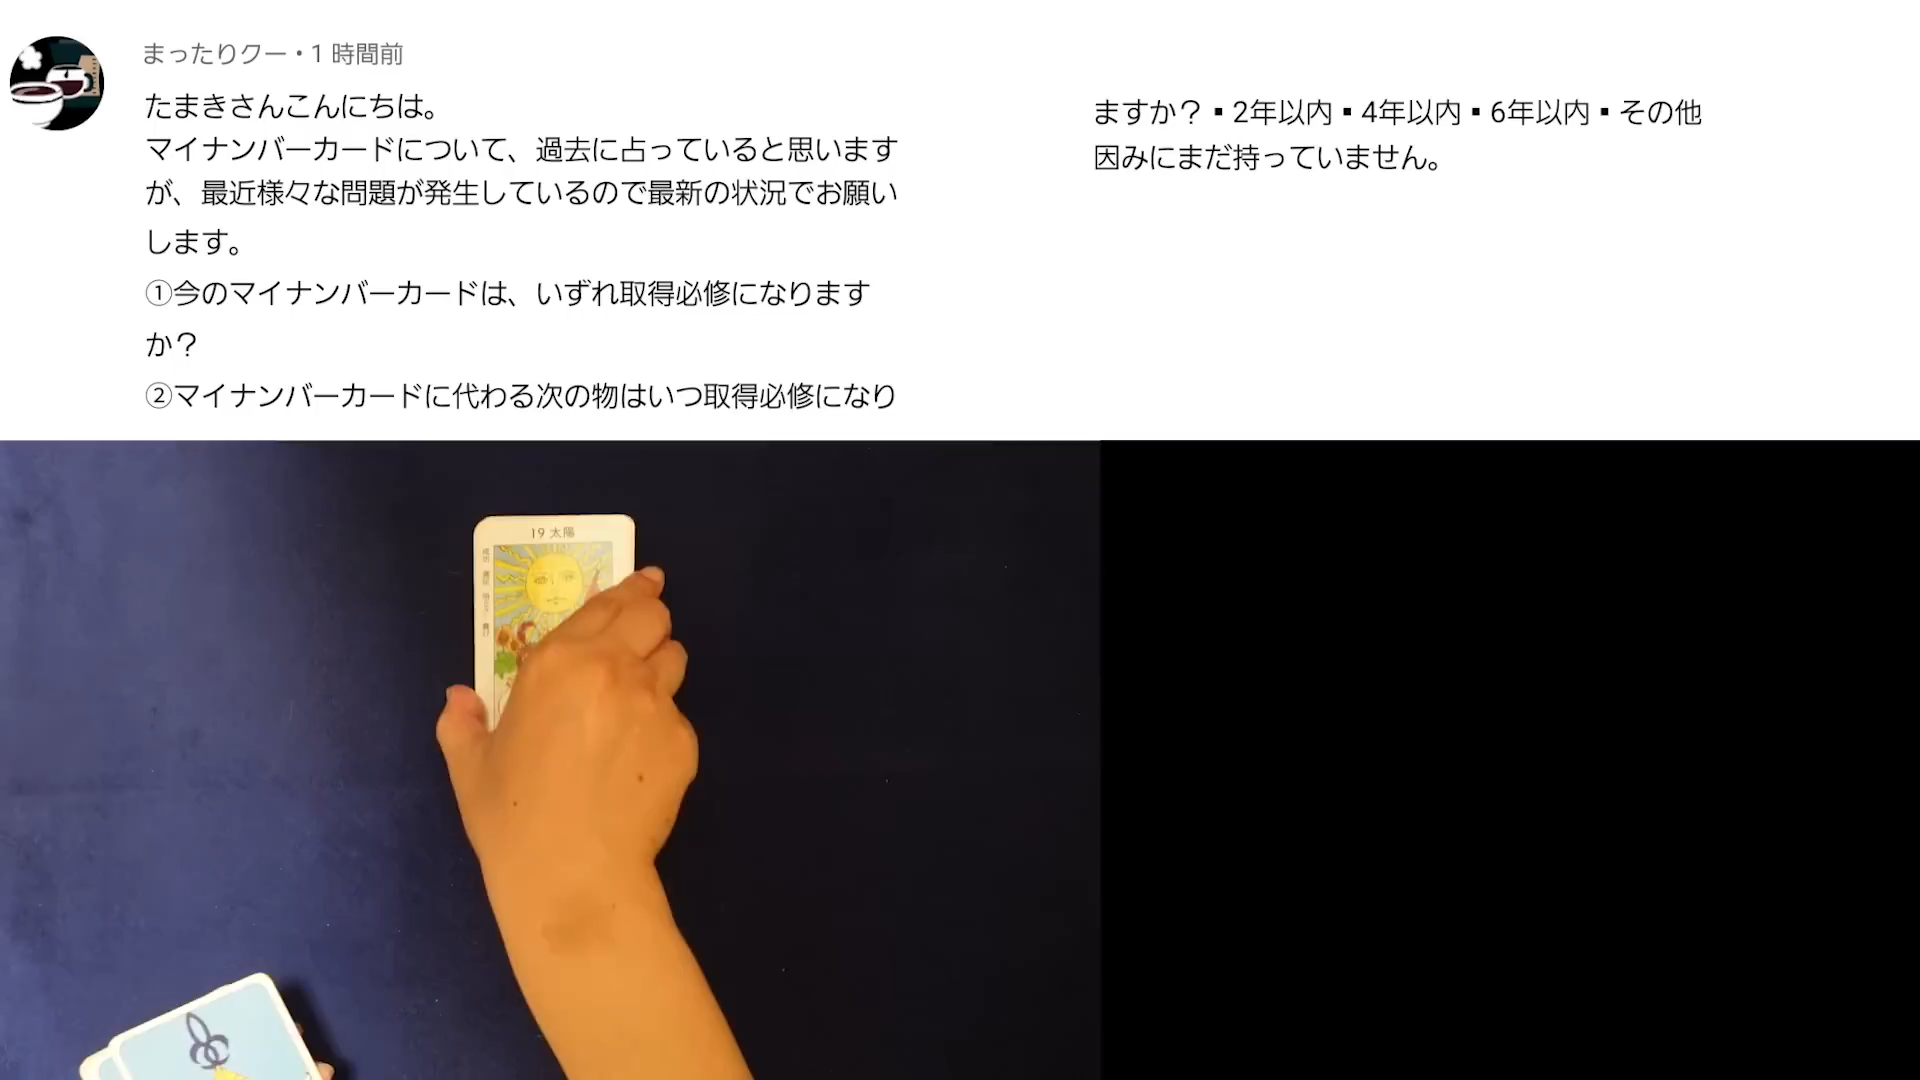 まったりクー・1 時間前
たまきさんこんにちは。
マイナンバーカードについて、過去に占っていると思います
が、最近様々な問題が発生しているので最新の状況でお願い
します。
①今のマイナンバーカードは、いずれ取得必修になります
か？
②マイナンバーカードに代わる次の物はいつ取得必修になり
ますか？▪2年以内▪4年以内▪6年以内▪その他
因みにまだ持っていません。
19 太陽